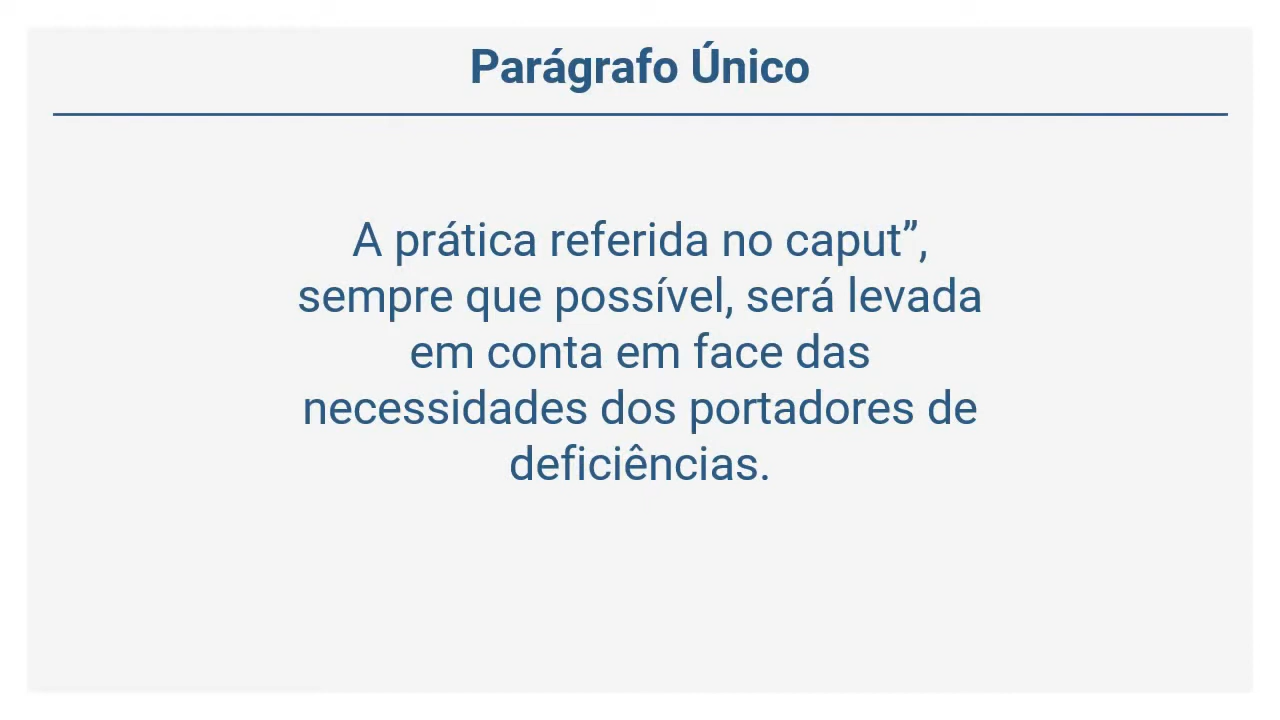 Parágrafo Único
A prática referida no caput”,
sempre que possível, será levada
em conta em face das
necessidades dos portadores de
deficiências.